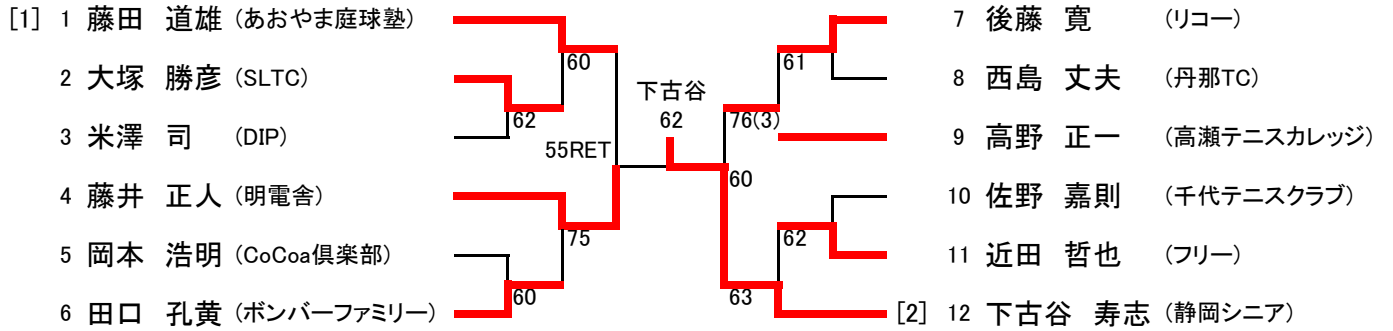 [1] 1 藤田 道雄 (あおやま庭球塾)
2 大塚 勝彦 (SLTC)
3 米澤 司 (DIP)
4 藤井 正人 (明電舎)
5 岡本 浩明 (CoCoa倶楽部)
6 田口 孔黄 (ボンバーファミリー)
60
62
75
60
55RET
下古谷
62
61
76(3)
60
62
63
7 後藤 寛 (リコー)
8 西島 丈夫 (丹那TC)
9 高野 正一 (高瀬テニスカレッジ)
10 佐野 嘉則 (千代テニスクラブ)
11 近田 哲也 (フリー)
[2] 12 下古谷 寿志 (静岡シニア)